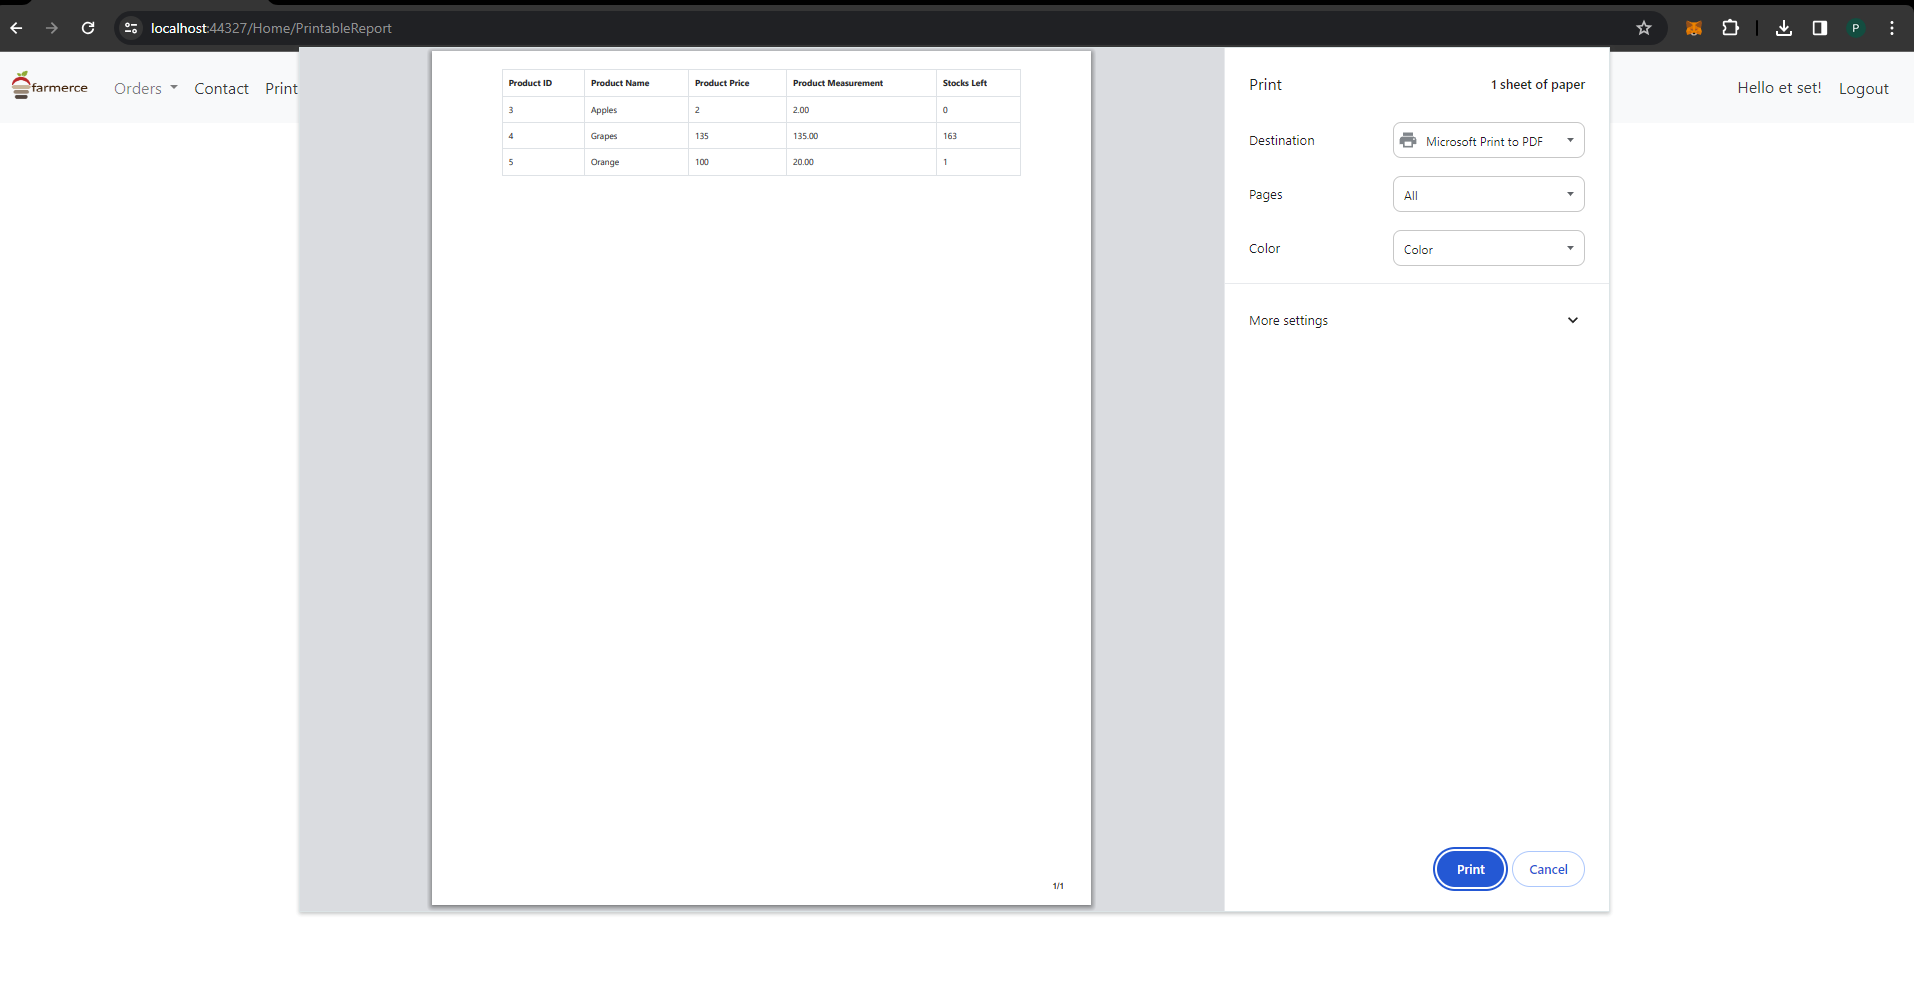 localhost:44327/Home/PrintableReport
P
farmerce
Orders Contact Print
Hello et set! Logout
Product ID Product Name Product Price Product Measurement Stocks Left
3 Apples 2 2.00 0
4 Grapes 135 135.00 163
5 Orange 100 20.00 1
1/1
Print 1 sheet of paper
Destination Microsoft Print to PDF
Pages All
Color Color
More settings
Print Cancel